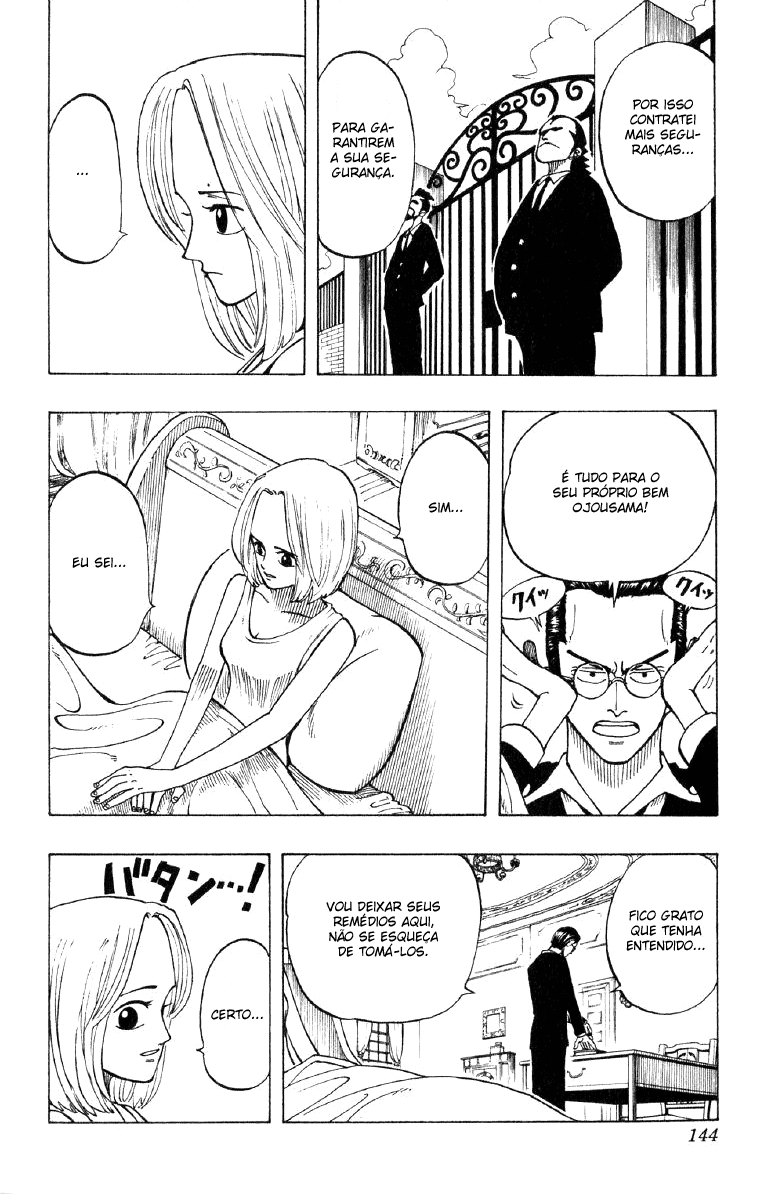 POR ISSO
CONTRATEI
MAIS SEGU-
RANÇAS...
PARA GA-
RANTIREM
A SUA SE-
GURANÇA.
...
É TUDO PARA O
SEU PRÓPRIO BEM
OJOUSAMA!
クイッ
クイッ
SIM...
EU SEI...
FICO GRATO
QUE TENHA
ENTENDIDO...
VOU DEIXAR SEUS
REMÉDIOS AQUI,
NÃO SE ESQUEÇA
DE TOMÁ-LOS.
バタン…!
CERTO...
144